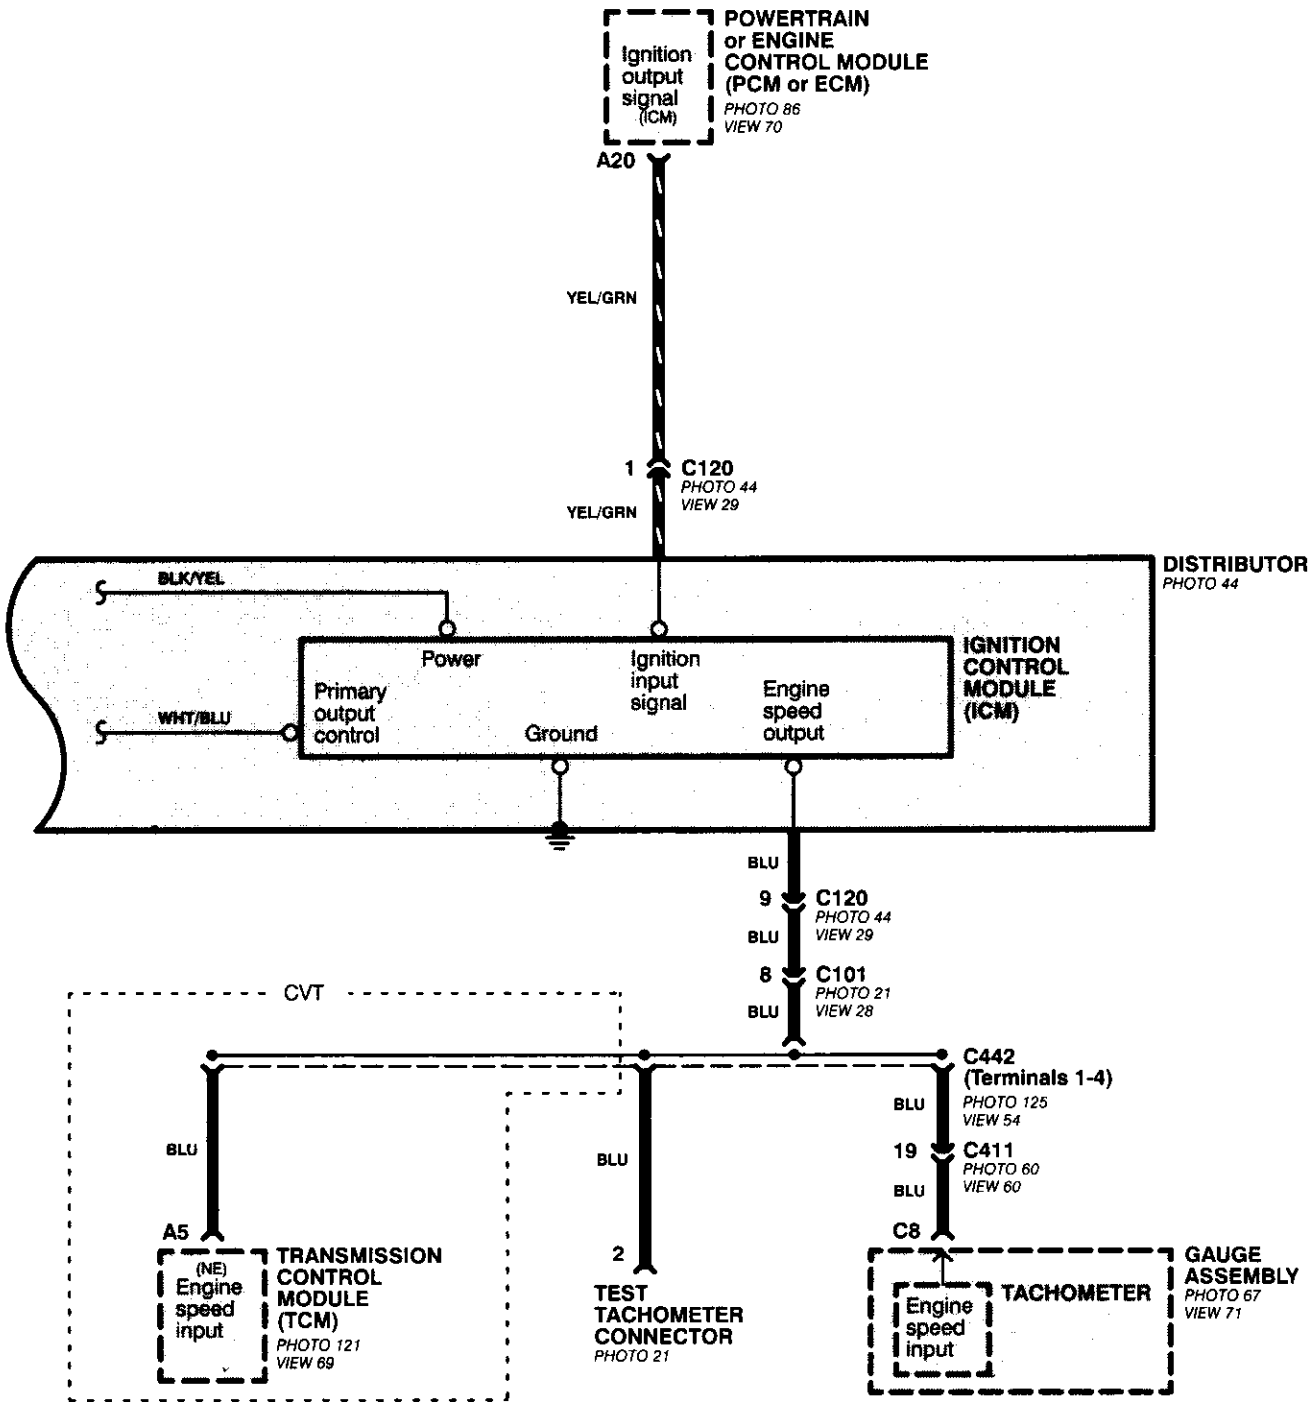 POWERTRAIN
or ENGINE
CONTROL MODULE
(PCM or ECM)
PHOTO 86
VIEW 70
Ignition
output
signal
(ICM)
A20
YEL/GRN
1
C120
PHOTO 44
VIEW 29
YEL/GRN
DISTRIBUTOR
PHOTO 44
BLK/YEL
IGNITION
CONTROL
MODULE
(ICM)
Power
Ignition
input
signal
Primary
output
control
WHT/BLU
Ground
Engine
speed
output
BLU
9
C120
PHOTO 44
VIEW 29
BLU
8
C101
PHOTO 21
VIEW 28
BLU
CVT
C442
(Terminals 1-4)
PHOTO 125
VIEW 54
BLU
19
C411
PHOTO 60
VIEW 60
BLU
BLU
BLU
A5
(NE)
Engine
speed
input
TRANSMISSION
CONTROL
MODULE
(TCM)
PHOTO 121
VIEW 69
2
TEST
TACHOMETER
CONNECTOR
PHOTO 21
C8
GAUGE
ASSEMBLY
PHOTO 67
VIEW 71
TACHOMETER
Engine
speed
input